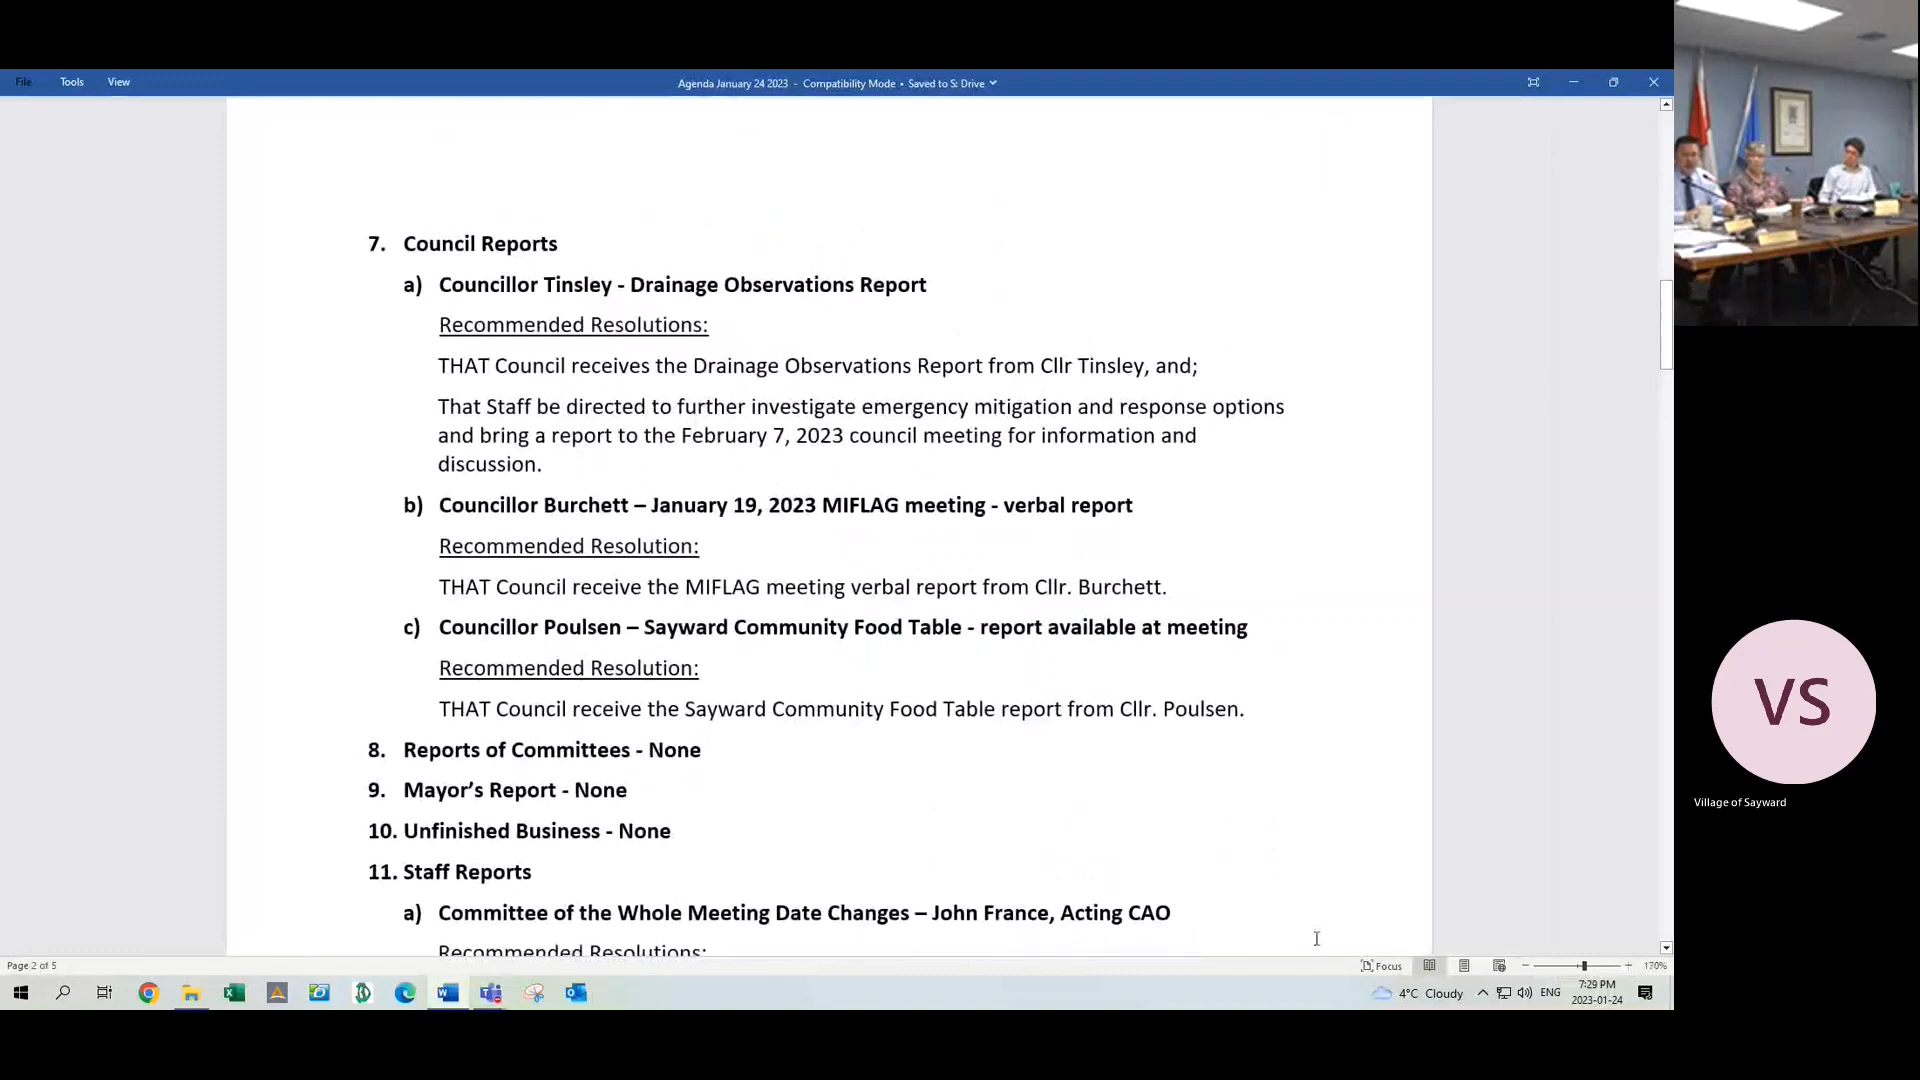 File Tools View Agenda January 24 2023 - Compatibility Mode • Saved to S: Drive
7. Council Reports
a) Councillor Tinsley - Drainage Observations Report
Recommended Resolutions:
THAT Council receives the Drainage Observations Report from Cllr Tinsley, and;
That Staff be directed to further investigate emergency mitigation and response options
and bring a report to the February 7, 2023 council meeting for information and
discussion.
b) Councillor Burchett – January 19, 2023 MIFLAG meeting - verbal report
Recommended Resolution:
THAT Council receive the MIFLAG meeting verbal report from Cllr. Burchett.
c) Councillor Poulsen – Sayward Community Food Table - report available at meeting
Recommended Resolution:
THAT Council receive the Sayward Community Food Table report from Cllr. Poulsen.
8. Reports of Committees - None
9. Mayor’s Report - None
10. Unfinished Business - None
11. Staff Reports
a) Committee of the Whole Meeting Date Changes – John France, Acting CAO
Recommended Resolutions:
VS
Village of Sayward
Page 2 of 5 Focus 170%
4°C Cloudy ENG 7:29 PM
2023-01-24